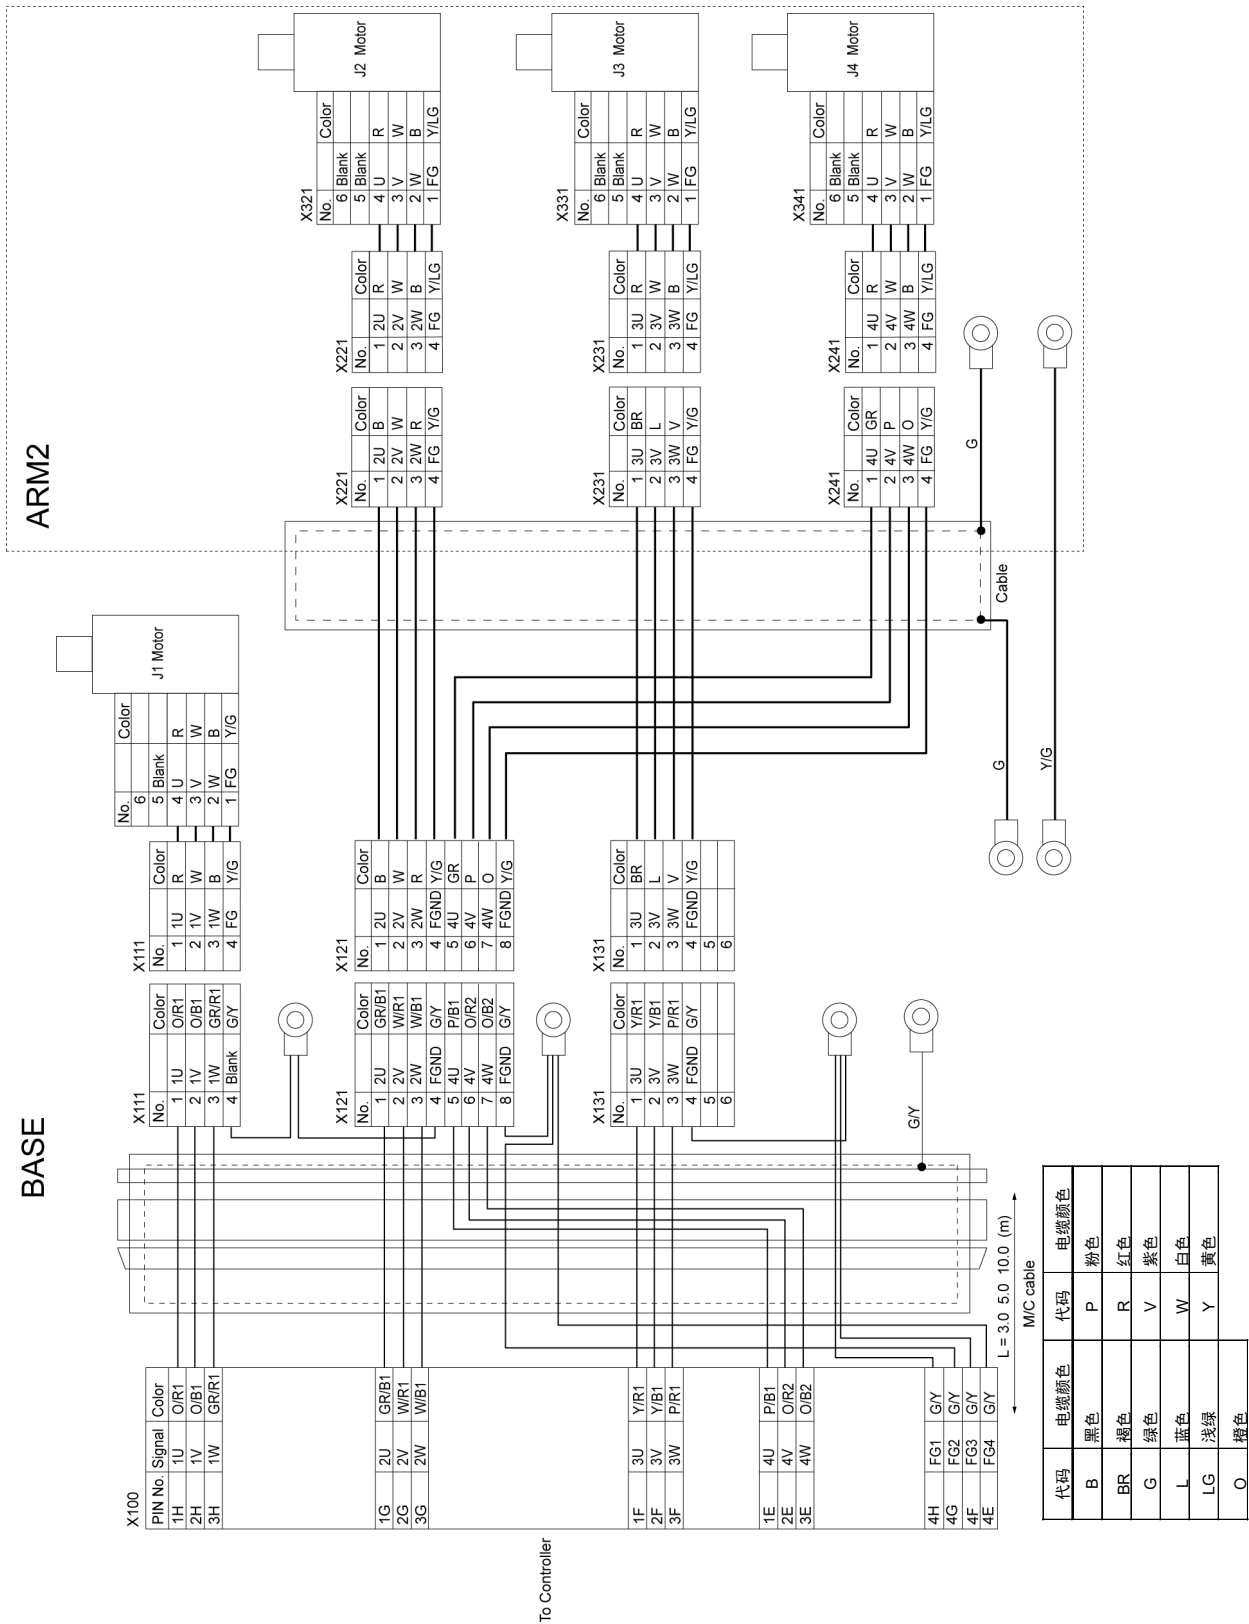 BASE
ARM2
To Controller
X100
PIN No. Signal Color
1H 1U O/R1
2H 1V O/B1
3H 1W GR/R1
1G 2U GR/B1
2G 2V W/R1
3G 2W W/B1
1F 3U Y/R1
2F 3V Y/B1
3F 3W P/R1
1E 4U P/B1
2E 4V O/R2
3E 4W O/B2
4H FG1 G/Y
4G FG2 G/Y
4F FG3 G/Y
4E FG4 G/Y
L = 3.0 5.0 10.0 (m)
M/C cable
G/Y
X111
No. Color
1 1U O/R1
2 1V O/B1
3 1W GR/R1
4 Blank G/Y
X121
No. Color
1 2U GR/B1
2 2V W/R1
3 2W W/B1
4 FGND G/Y
5 4U P/B1
6 4V O/R2
7 4W O/B2
8 FGND G/Y
X131
No. Color
1 3U Y/R1
2 3V Y/B1
3 3W P/R1
4 FGND G/Y
5
6
X111
No. Color
1 1U R
2 1V W
3 1W B
4 FG Y/G
X121
No. Color
1 2U B
2 2V W
3 2W R
4 FGND Y/G
5 4U GR
6 4V P
7 4W O
8 FGND Y/G
X131
No. Color
1 3U BR
2 3V L
3 3W V
4 FGND Y/G
5
6
No. Color
6
5 Blank
4 U R
3 V W
2 W B
1 FG Y/G
J1 Motor
Cable
G
Y/G
G
X221
No. Color
1 2U B
2 2V W
3 2W R
4 FG Y/G
X231
No. Color
1 3U BR
2 3V L
3 3W V
4 FG Y/G
X241
No. Color
1 4U GR
2 4V P
3 4W O
4 FG Y/G
X221
No. Color
1 2U R
2 2V W
3 2W B
4 FG Y/LG
X231
No. Color
1 3U R
2 3V W
3 3W B
4 FG Y/LG
X241
No. Color
1 4U R
2 4V W
3 4W B
4 FG Y/LG
X321
No. Color
6 Blank
5 Blank
4 U R
3 V W
2 W B
1 FG Y/LG
J2 Motor
X331
No. Color
6 Blank
5 Blank
4 U R
3 V W
2 W B
1 FG Y/LG
J3 Motor
X341
No. Color
6 Blank
5 Blank
4 U R
3 V W
2 W B
1 FG Y/LG
J4 Motor
代码 电缆颜色 代码 电缆颜色
B 黑色 P 粉色
BR 褐色 R 红色
G 绿色 V 紫色
L 蓝色 W 白色
LG 浅绿 Y 黄色
O 橙色